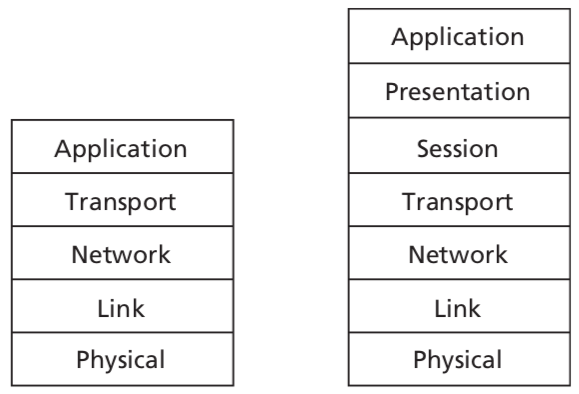 Application
Transport
Network
Link
Physical
Application
Presentation
Session
Transport
Network
Link
Physical